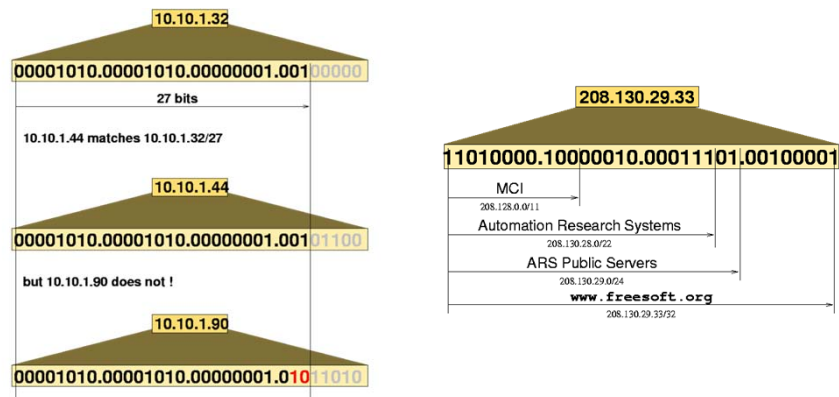 10.10.1.32
00001010.00001010.00000001.00100000
27 bits
10.10.1.44 matches 10.10.1.32/27
10.10.1.44
00001010.00001010.00000001.00101100
but 10.10.1.90 does not !
10.10.1.90
00001010.00001010.00000001.01011010
208.130.29.33
11010000.10000010.00011101.00100001
MCI
208.128.0.0/11
Automation Research Systems
208.130.28.0/22
ARS Public Servers
208.130.29.0/24
www.freesoft.org
208.130.29.33/32